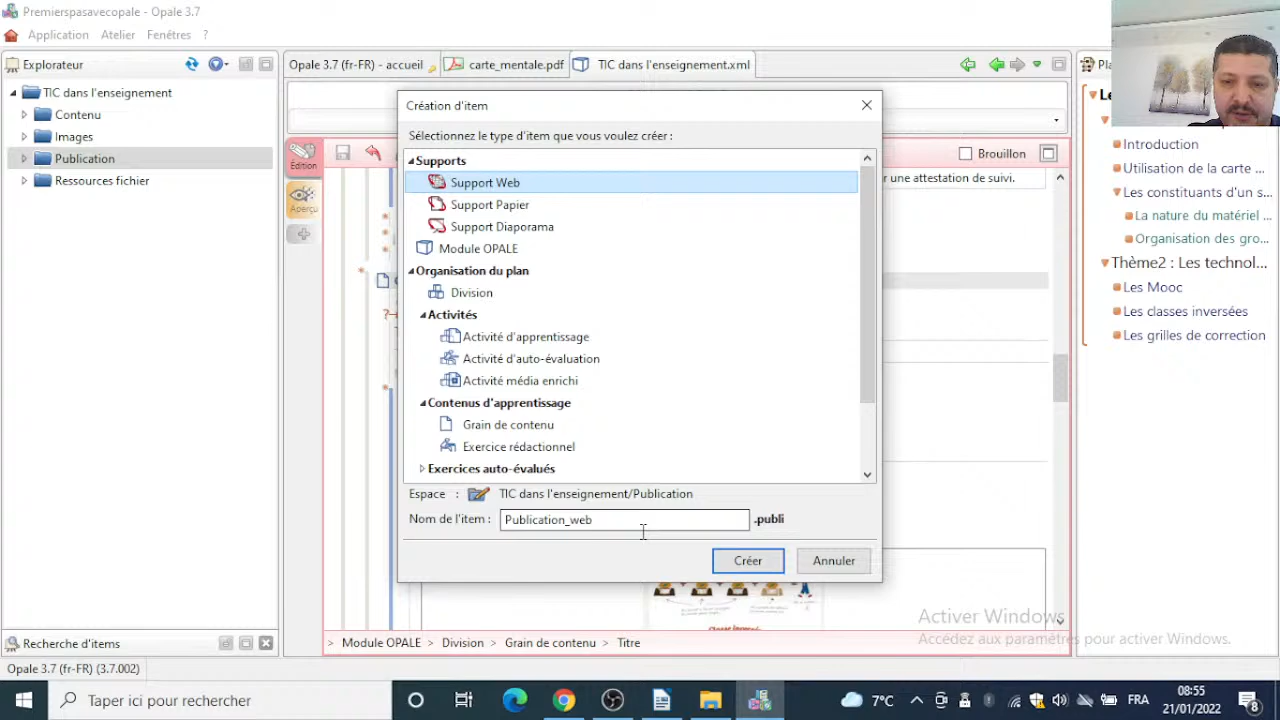 Premierspasavecopale - Opale 3.7
Application Atelier Fenêtres ?
Explorateur
Opale 3.7 (fr-FR) - accueil
carte_mentale.pdf
TIC dans l'enseignement.xml
TIC dans l'enseignement
Contenu
Images
Publication
Ressources fichier
Édition
Aperçu
Brouillon
r une attestation de suivi.
Création d'item
Sélectionnez le type d'item que vous voulez créer :
Supports
Support Web
Support Papier
Support Diaporama
Module OPALE
Organisation du plan
Division
Activités
Activité d'apprentissage
Activité d'auto-évaluation
Activité média enrichi
Contenus d'apprentissage
Grain de contenu
Exercice rédactionnel
Exercices auto-évalués
Espace : TIC dans l'enseignement/Publication
Nom de l'item : Publication_web .publi
Créer Annuler
Introduction
Utilisation de la carte ...
Les constituants d'un s...
La nature du matériel ...
Organisation des gro...
Thème2 : Les technol...
Les Mooc
Les classes inversées
Les grilles de correction
Activer Windows
Accédez aux paramètres pour activer Windows.
Recherche d'items
> Module OPALE > Division > Grain de contenu > Titre
Opale 3.7 (fr-FR) (3.7.002)
Taper ici pour rechercher
7°C
FRA
08:55
21/01/2022
8